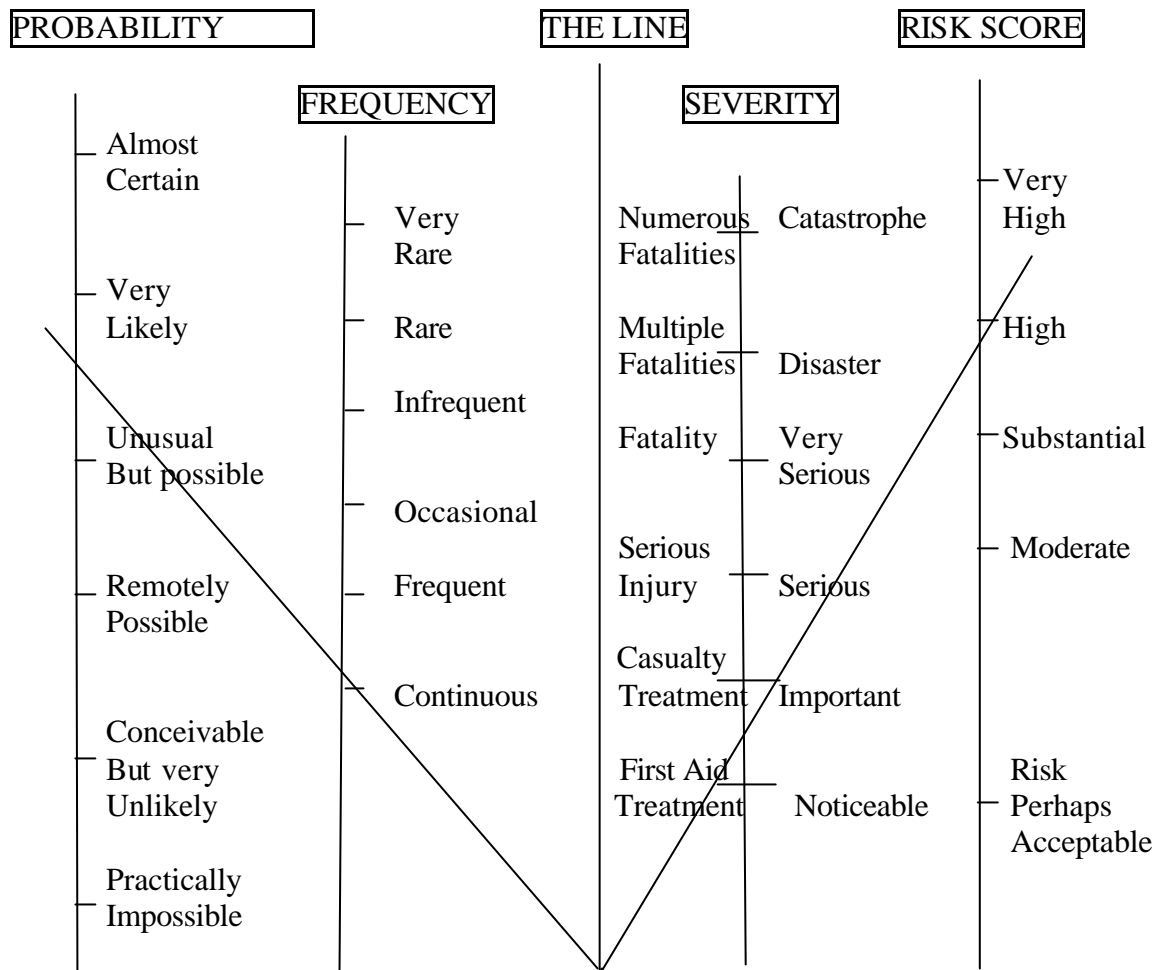 PROBABILITY
THE LINE
RISK SCORE
FREQUENCY
SEVERITY
Almost
Certain
Very
Likely
Unusual
But possible
Remotely
Possible
Conceivable
But very
Unlikely
Practically
Impossible
Very
Rare
Rare
Infrequent
Occasional
Frequent
Continuous
Numerous
Fatalities
Multiple
Fatalities
Fatality
Serious
Injury
Casualty
Treatment
First Aid
Treatment
Catastrophe
Disaster
Very
Serious
Serious
Important
Noticeable
Very
High
High
Substantial
Moderate
Risk
Perhaps
Acceptable